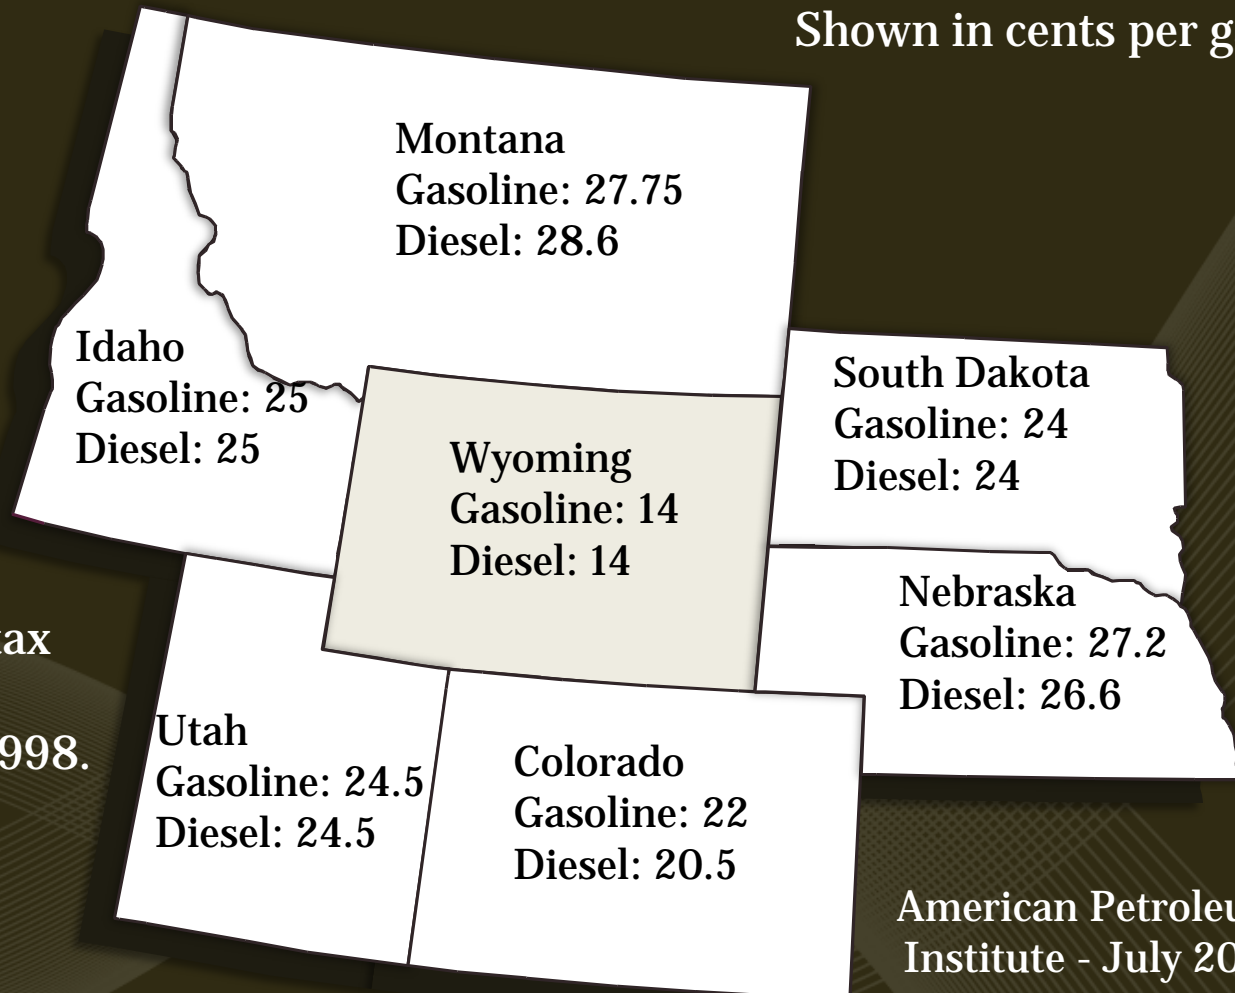 Shown in cents per g
Montana
Gasoline: 27.75
Diesel: 28.6
Idaho
Gasoline: 25
Diesel: 25
Wyoming
Gasoline: 14
Diesel: 14
South Dakota
Gasoline: 24
Diesel: 24
Nebraska
Gasoline: 27.2
Diesel: 26.6
tax
998.
Utah
Gasoline: 24.5
Diesel: 24.5
Colorado
Gasoline: 22
Diesel: 20.5
American Petroleu
Institute - July 20